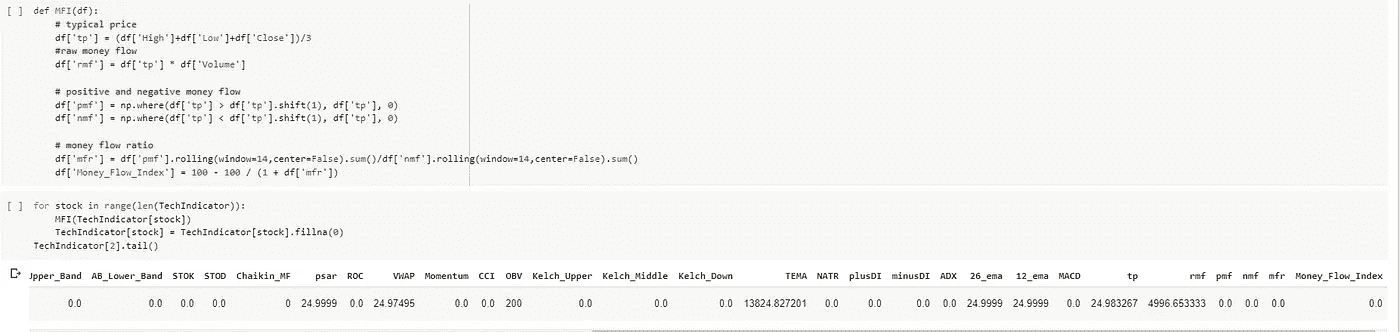 [ ] def MFI(df):
# typical price
df['tp'] = (df['High']+df['Low']+df['Close'])/3
#raw money flow
df['rmf'] = df['tp'] * df['Volume']
# positive and negative money flow
df['pmf'] = np.where(df['tp'] > df['tp'].shift(1), df['tp'], 0)
df['nmf'] = np.where(df['tp'] < df['tp'].shift(1), df['tp'], 0)
# money flow ratio
df['mfr'] = df['pmf'].rolling(window=14,center=False).sum()/df['nmf'].rolling(window=14,center=False).sum()
df['Money_Flow_Index'] = 100 - 100 / (1 + df['mfr'])
[ ] for stock in range(len(TechIndicator)):
MFI(TechIndicator[stock])
TechIndicator[stock] = TechIndicator[stock].fillna(0)
TechIndicator[2].tail()
Upper_Band AB_Lower_Band STOK STOD Chaikin_MF psar ROC VWAP Momentum CCI OBV Kelch_Upper Kelch_Middle Kelch_Down TEMA NATR plusDI minusDI ADX 26_ema 12_ema MACD tp rmf pmf nmf mfr Money_Flow_Index
0.0 0.0 0.0 0.0 0 24.9999 0.0 24.97495 0.0 0.0 200 0.0 0.0 0.0 13824.827201 0.0 0.0 0.0 0.0 24.9999 24.9999 0.0 24.983267 4996.653333 0.0 0.0 0.0 0.0